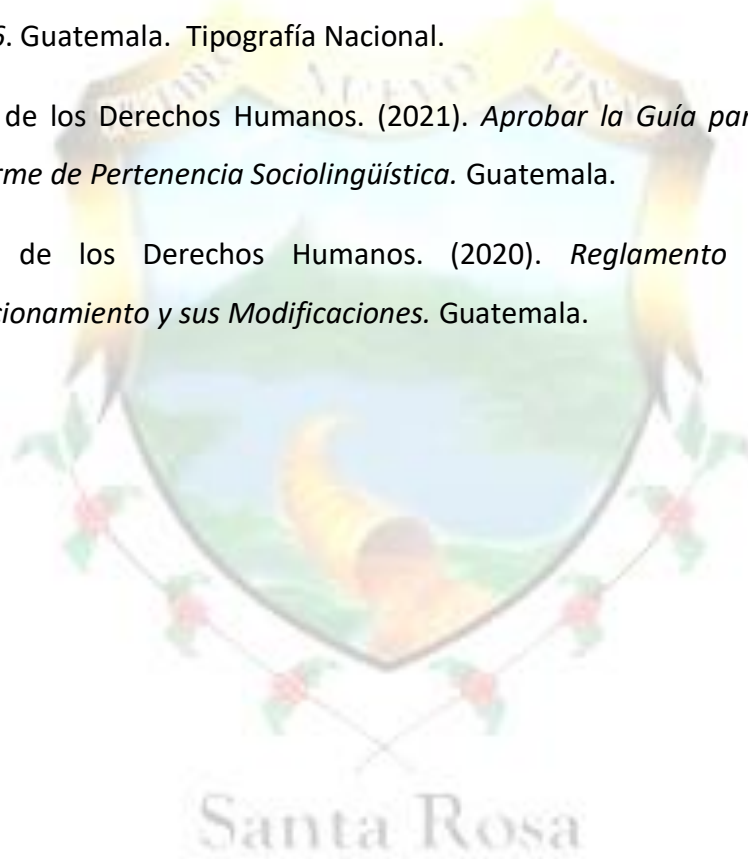 6. Guatemala. Tipografía Nacional.
de los Derechos Humanos. (2021). Aprobar la Guía par
rme de Pertenencia Sociolingüística. Guatemala.
de los Derechos Humanos. (2020). Reglamento
cionamiento y sus Modificaciones. Guatemala.
NUEVO
Santa Rosa